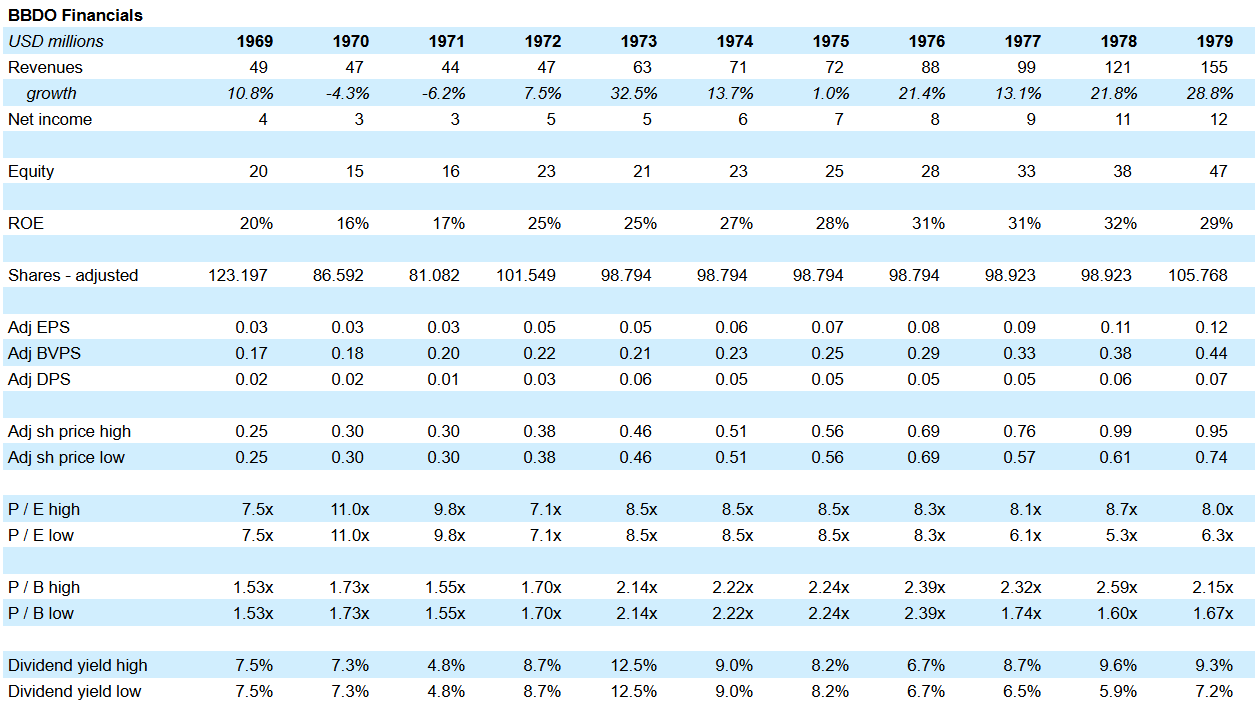 BBDO Financials
USD millions 1969 1970 1971 1972 1973 1974 1975 1976 1977 1978 1979
Revenues 49 47 44 47 63 71 72 88 99 121 155
growth 10.8% -4.3% -6.2% 7.5% 32.5% 13.7% 1.0% 21.4% 13.1% 21.8% 28.8%
Net income 4 3 3 5 5 6 7 8 9 11 12
Equity 20 15 16 23 21 23 25 28 33 38 47
ROE 20% 16% 17% 25% 25% 27% 28% 31% 31% 32% 29%
Shares - adjusted 123.197 86.592 81.082 101.549 98.794 98.794 98.794 98.794 98.923 98.923 105.768
Adj EPS 0.03 0.03 0.03 0.05 0.05 0.06 0.07 0.08 0.09 0.11 0.12
Adj BVPS 0.17 0.18 0.20 0.22 0.21 0.23 0.25 0.29 0.33 0.38 0.44
Adj DPS 0.02 0.02 0.01 0.03 0.06 0.05 0.05 0.05 0.05 0.06 0.07
Adj sh price high 0.25 0.30 0.30 0.38 0.46 0.51 0.56 0.69 0.76 0.99 0.95
Adj sh price low 0.25 0.30 0.30 0.38 0.46 0.51 0.56 0.69 0.57 0.61 0.74
P / E high 7.5x 11.0x 9.8x 7.1x 8.5x 8.5x 8.5x 8.3x 8.1x 8.7x 8.0x
P / E low 7.5x 11.0x 9.8x 7.1x 8.5x 8.5x 8.5x 8.3x 6.1x 5.3x 6.3x
P / B high 1.53x 1.73x 1.55x 1.70x 2.14x 2.22x 2.24x 2.39x 2.32x 2.59x 2.15x
P / B low 1.53x 1.73x 1.55x 1.70x 2.14x 2.22x 2.24x 2.39x 1.74x 1.60x 1.67x
Dividend yield high 7.5% 7.3% 4.8% 8.7% 12.5% 9.0% 8.2% 6.7% 8.7% 9.6% 9.3%
Dividend yield low 7.5% 7.3% 4.8% 8.7% 12.5% 9.0% 8.2% 6.7% 6.5% 5.9% 7.2%